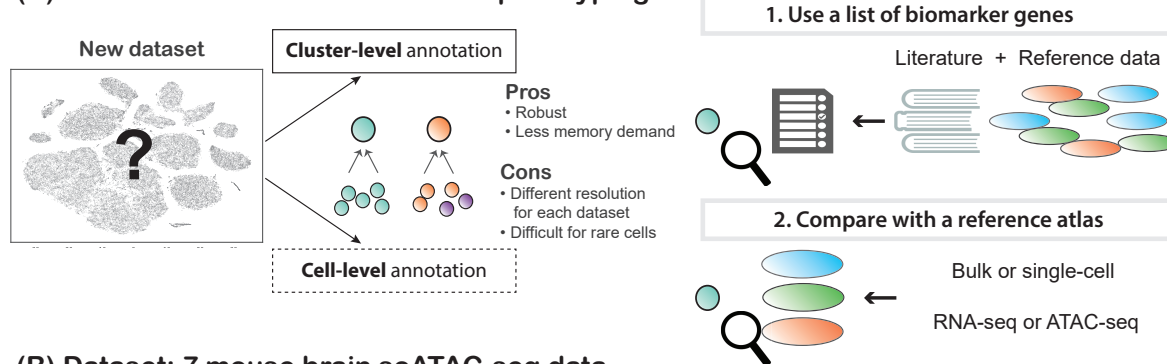 1. Use a list of biomarker genes
New dataset
Cluster-level annotation
Literature + Reference data
Pros
• Robust
• Less memory demand
?
Cons
• Different resolution
for each dataset
• Difficult for rare cells
2. Compare with a reference atlas
Cell-level annotation
Bulk or single-cell
RNA-seq or ATAC-seq
(B) Dataset: 7 mouse brain scATAC-seq data